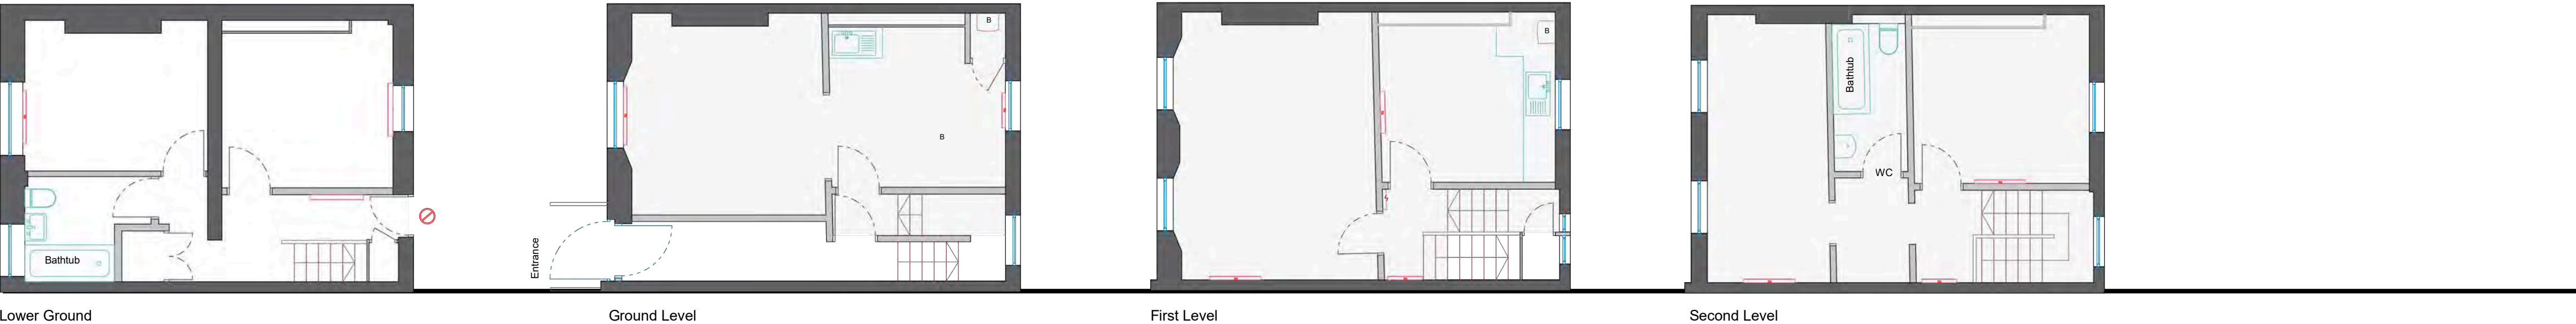 B
B
B
Entrance
Bathtub
WC
Bathtub
Lower Ground
Ground Level
First Level
Second Level